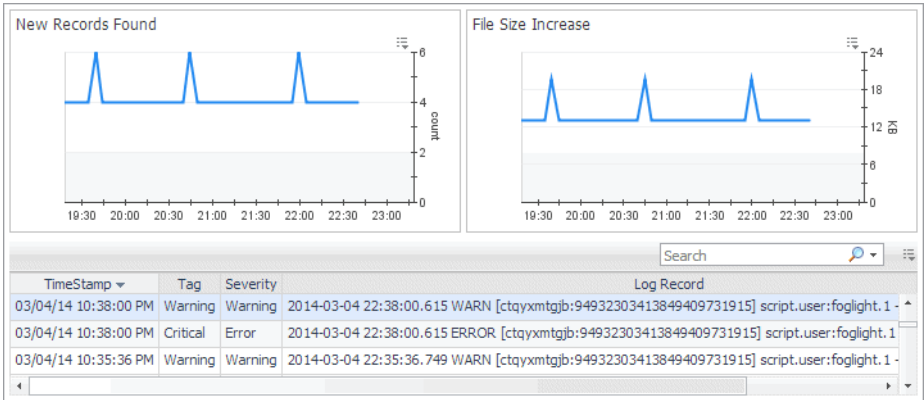 New Records Found
6
4
2
0
count
19:30 20:00 20:30 21:00 21:30 22:00 22:30 23:00
File Size Increase
24
18
12
6
0
KB
19:30 20:00 20:30 21:00 21:30 22:00 22:30 23:00
Search
TimeStamp Tag Severity Log Record
03/04/14 10:38:00 PM Warning Warning 2014-03-04 22:38:00.615 WARN [ctqyxmtgjb:94932303413849409731915] script.user:foglight.1 -
03/04/14 10:38:00 PM Critical Error 2014-03-04 22:38:00.615 ERROR [ctqyxmtgjb:94932303413849409731915] script.user:foglight.1
03/04/14 10:35:36 PM Warning Warning 2014-03-04 22:35:36.749 WARN [ctqyxmtgjb:94932303413849409731915] script.user:foglight.1 -